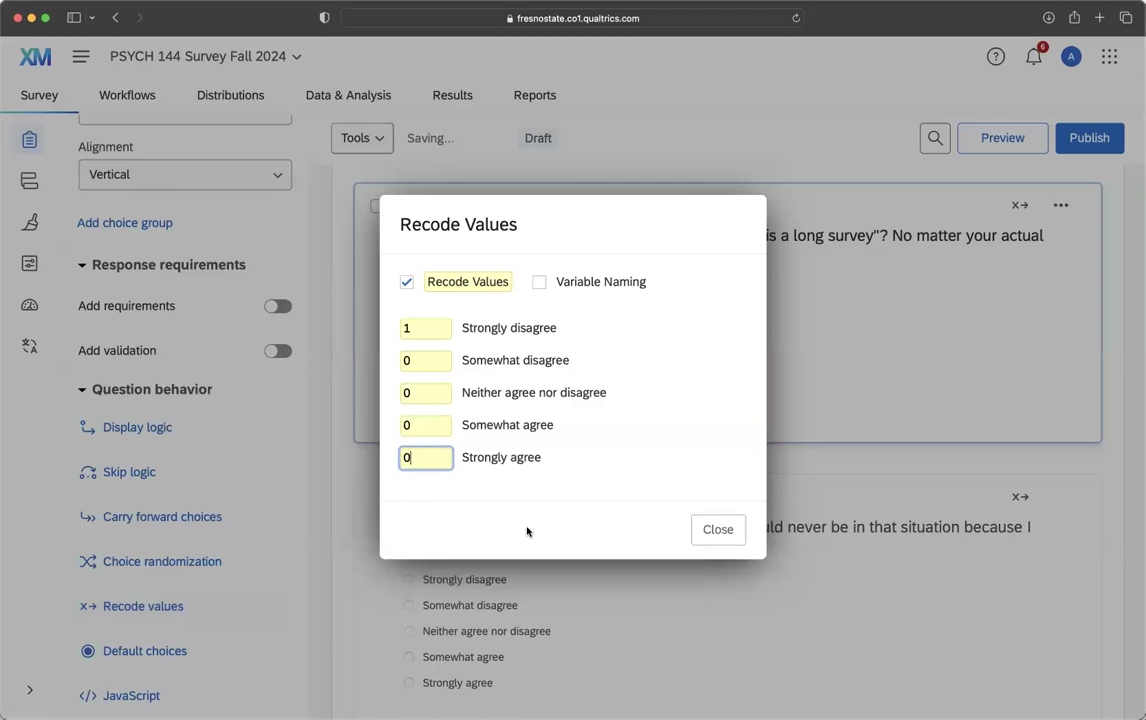 fresnostate.co1.qualtrics.com
XM
PSYCH 144 Survey Fall 2024
6
A
Survey
Workflows
Distributions
Data & Analysis
Results
Reports
Alignment
Vertical
Add choice group
Response requirements
Add requirements
Add validation
Question behavior
Display logic
Skip logic
Carry forward choices
Choice randomization
Recode values
Default choices
JavaScript
Tools
Saving...
Draft
Preview
Publish
is a long survey"? No matter your actual
Recode Values
Recode Values
Variable Naming
1 Strongly disagree
0 Somewhat disagree
0 Neither agree nor disagree
0 Somewhat agree
0 Strongly agree
Close
never be in that situation because I
Strongly disagree
Somewhat disagree
Neither agree nor disagree
Somewhat agree
Strongly agree